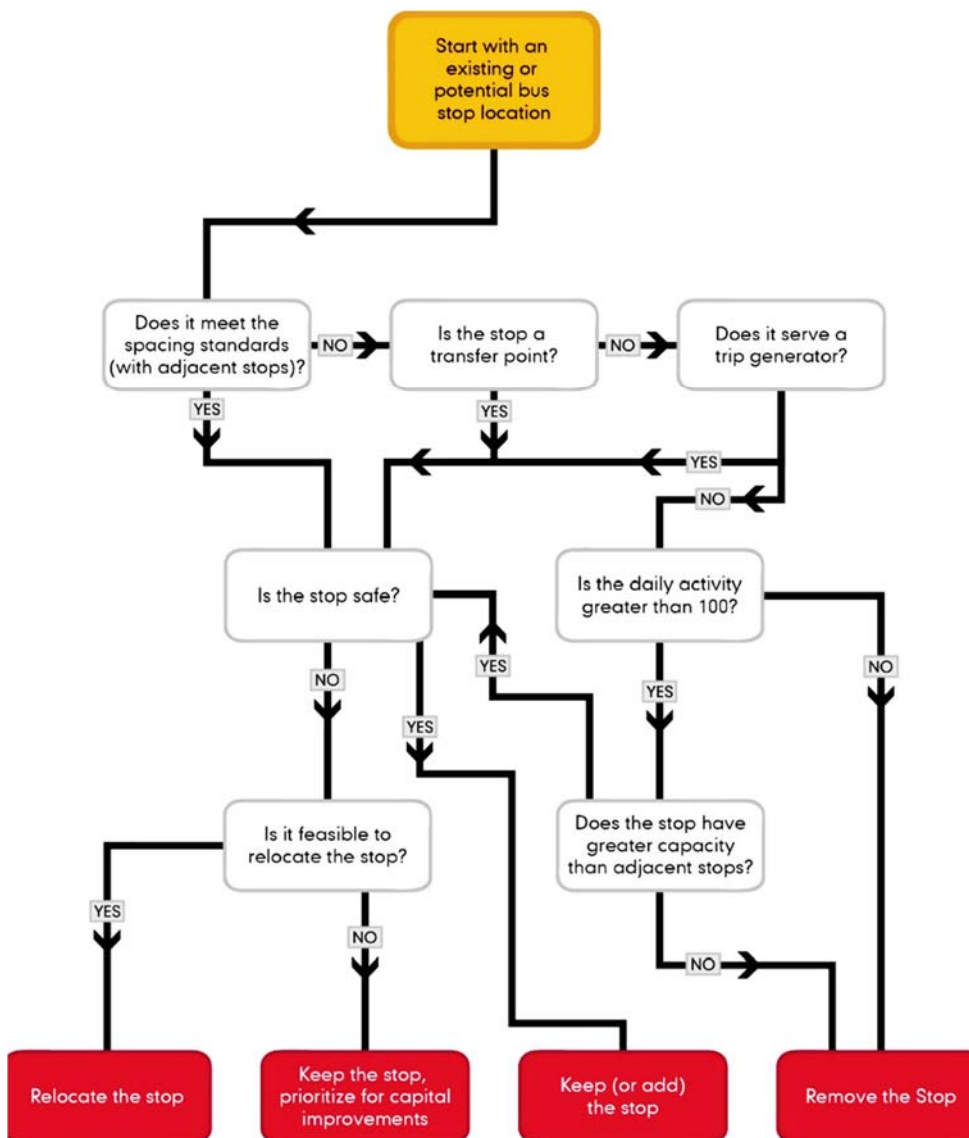 Start with an
existing or
potential bus
stop location
Does it meet the
spacing standards
(with adjacent stops)?
NO
Is the stop a
transfer point?
NO
Does it serve a
trip generator?
YES
YES
YES
NO
Is the stop safe?
Is the daily activity
greater than 100?
NO
YES
YES
YES
NO
Is it feasible to
relocate the stop?
Does the stop have
greater capacity
than adjacent stops?
YES
NO
NO
Relocate the stop
Keep the stop,
prioritize for capital
improvements
Keep (or add)
the stop
Remove the Stop